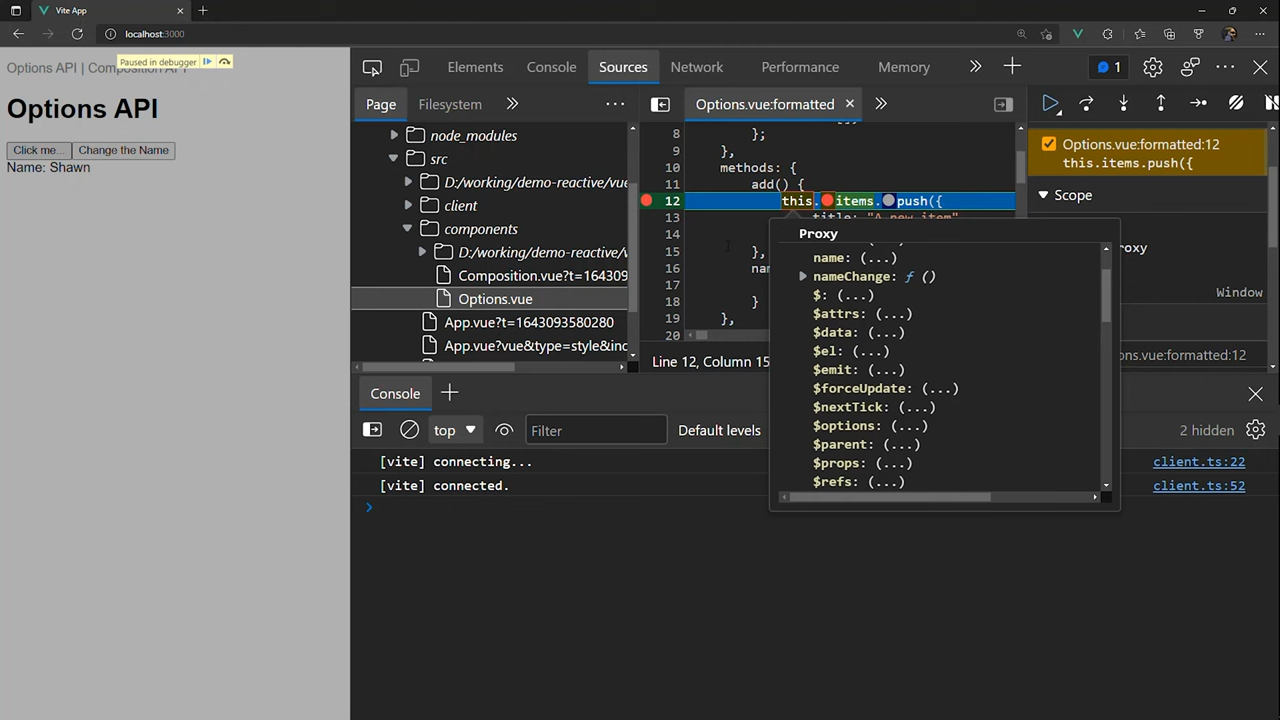 Vite App
localhost:3000
Paused in debugger
Options API | Composition API
Options API
Click me...
Change the Name
Name: Shawn
Elements
Console
Sources
Network
Performance
Memory
1
Page
Filesystem
Options.vue:formatted
node_modules
src
D:/working/demo-reactive/vue
client
components
D:/working/demo-reactive/v
Composition.vue?t=16430
Options.vue
App.vue?t=1643093580280
App.vue?vue&type=style&inc
8 };
9 },
10 methods: {
11 add() {
12 this.items.push({
13 title: "A new item"
14
15 },
16 na
17
18 }
19 },
20
Line 12, Column 15
Proxy
name: (...)
nameChange: ƒ ()
$: (...)
$attrs: (...)
$data: (...)
$el: (...)
$emit: (...)
$forceUpdate: (...)
$nextTick: (...)
$options: (...)
$parent: (...)
$props: (...)
$refs: (...)
Options.vue:formatted:12
this.items.push({
Scope
roxy
Window
ons.vue:formatted:12
Console
top
Filter
Default levels
2 hidden
[vite] connecting...
client.ts:22
[vite] connected.
client.ts:52